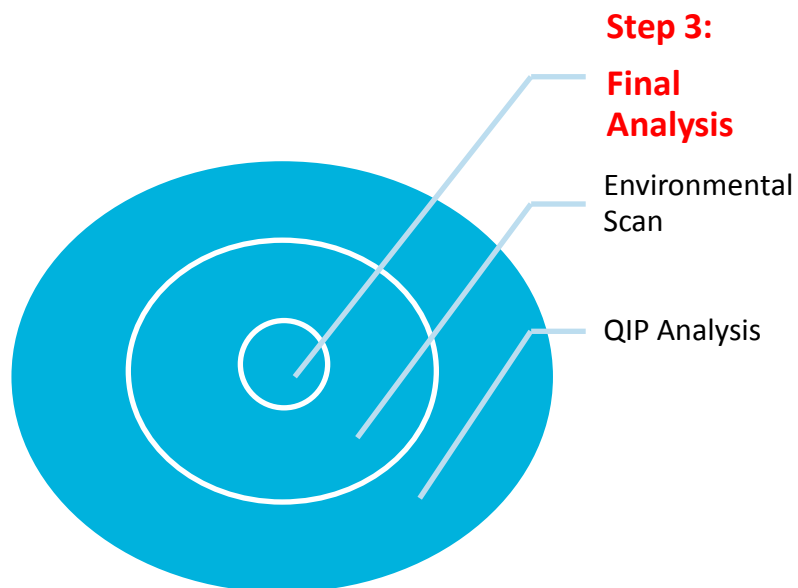 Step 3:
Final
Analysis
Environmental
Scan
QIP Analysis